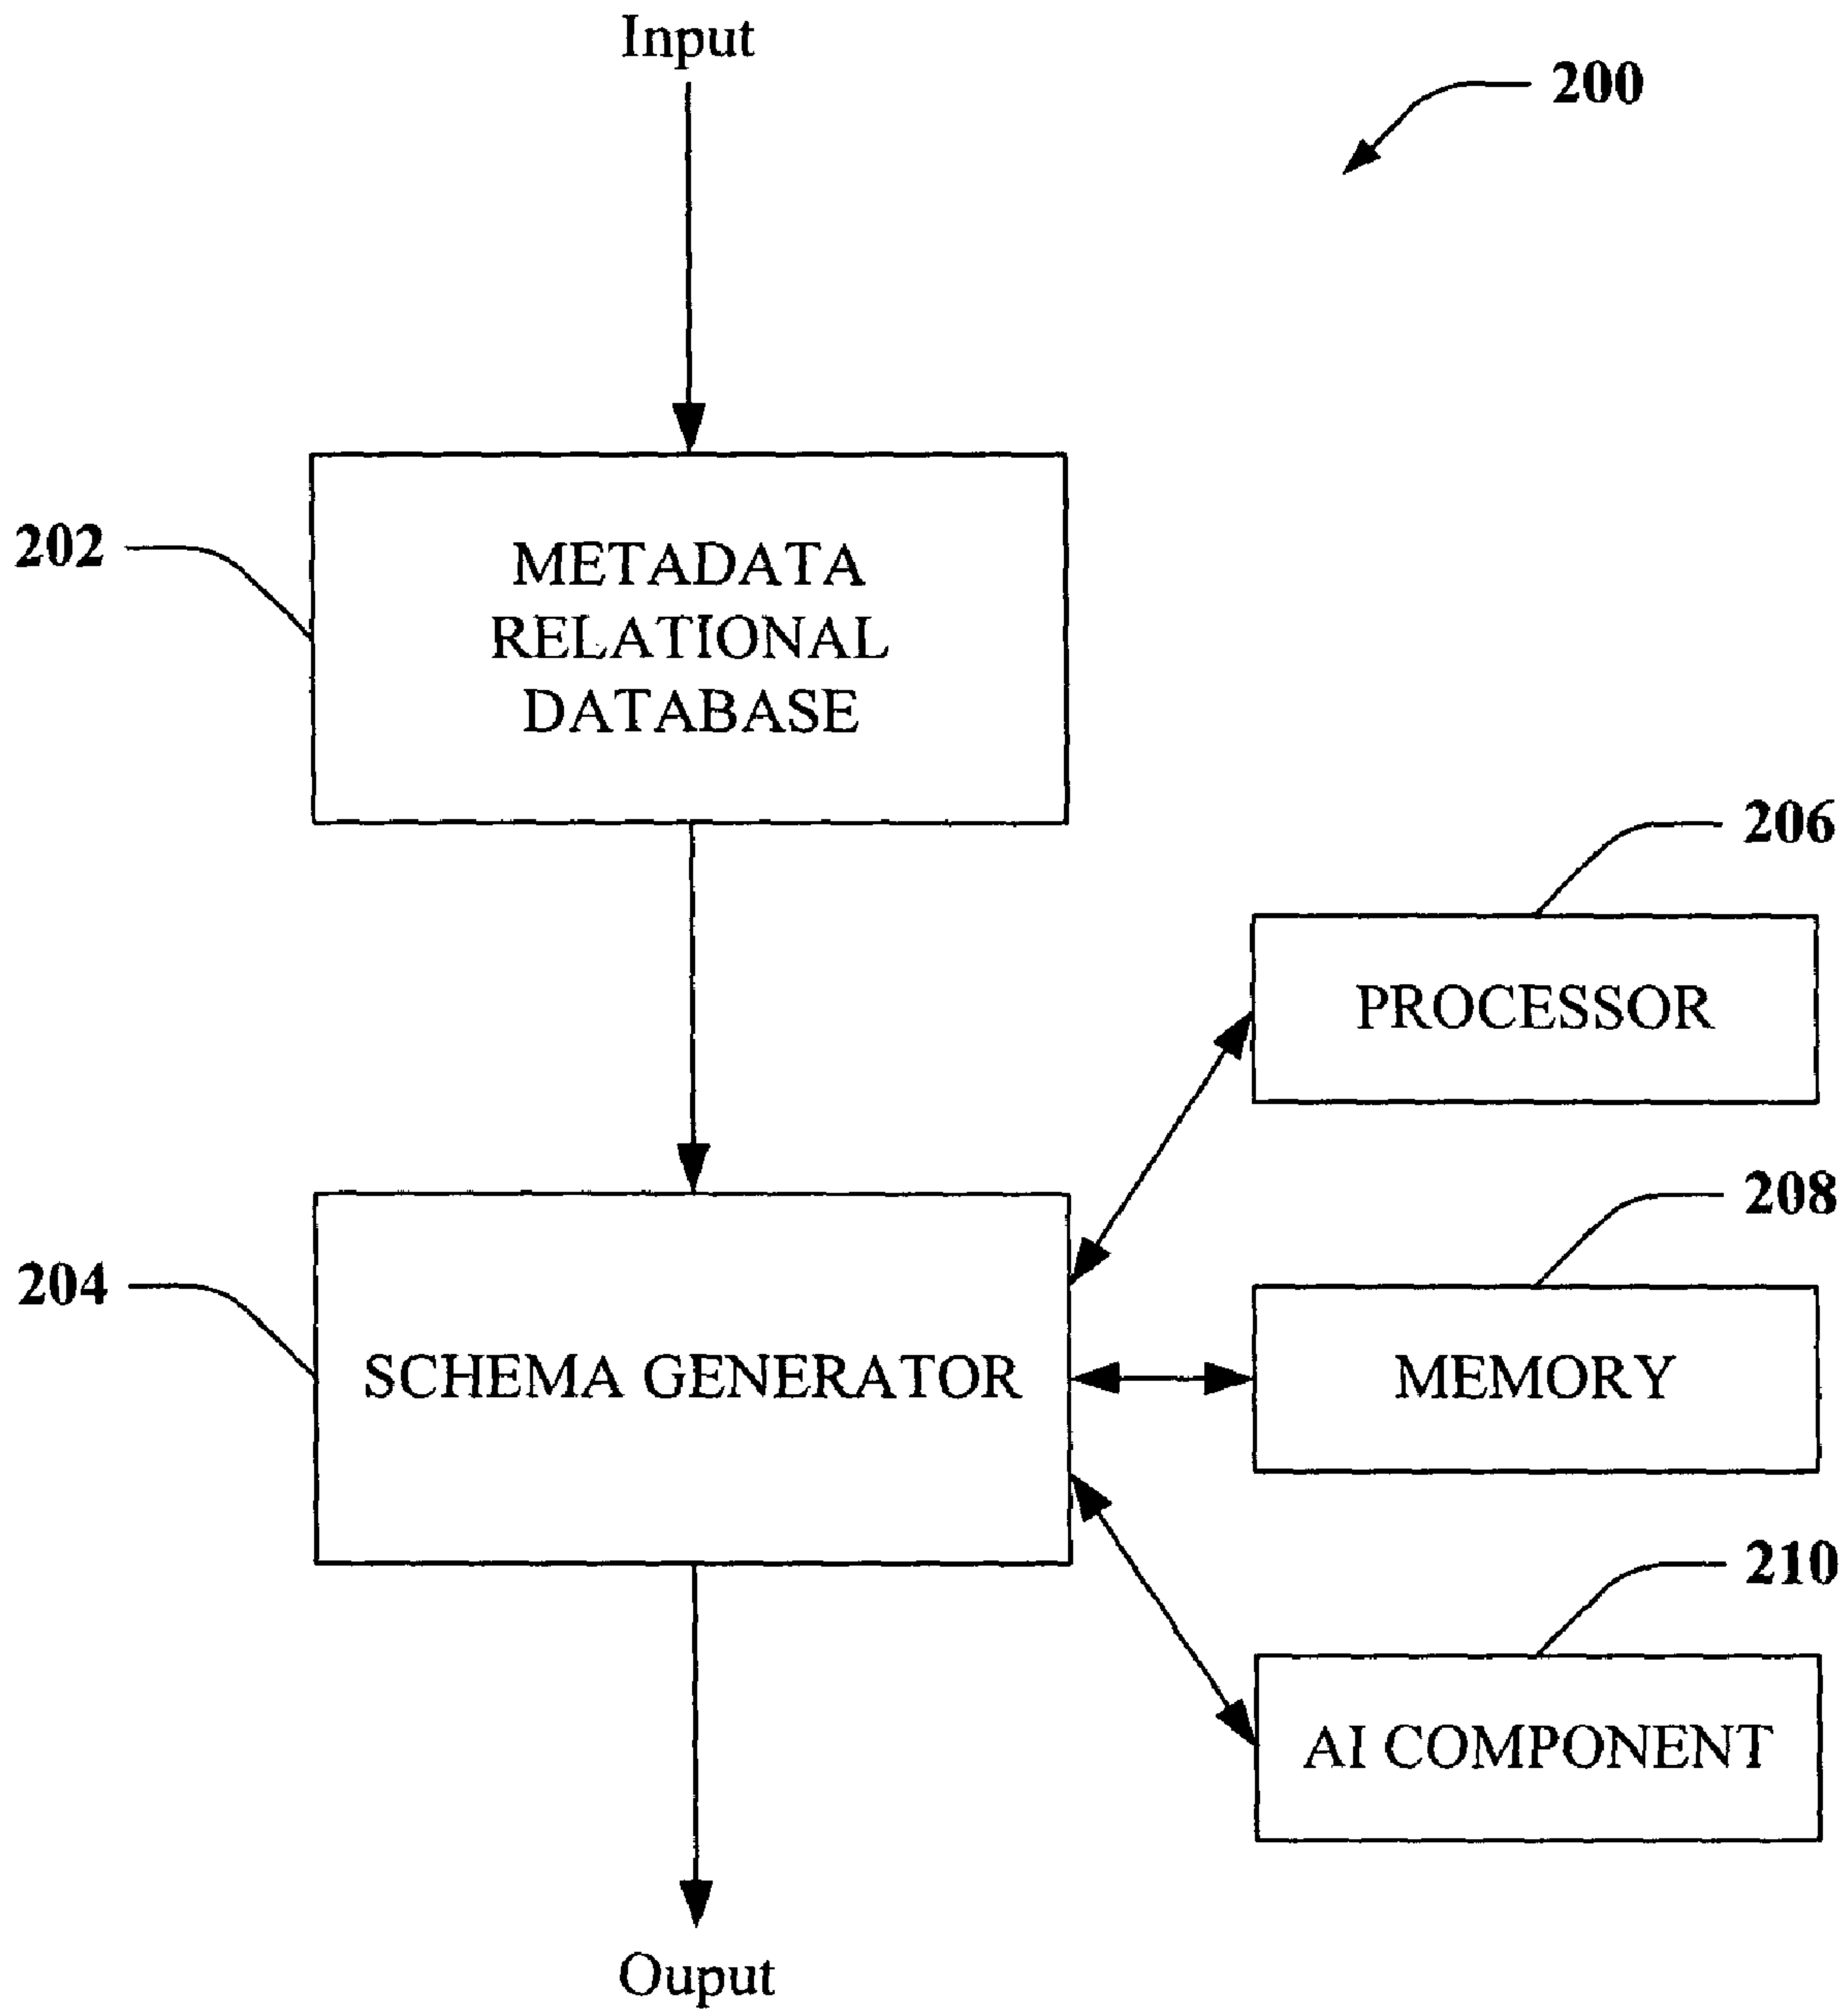 Input
200
202
METADATA
RELATIONAL
DATABASE
206
PROCESSOR
208
204
SCHEMA GENERATOR
MEMORY
210
AI COMPONENT
Ouput